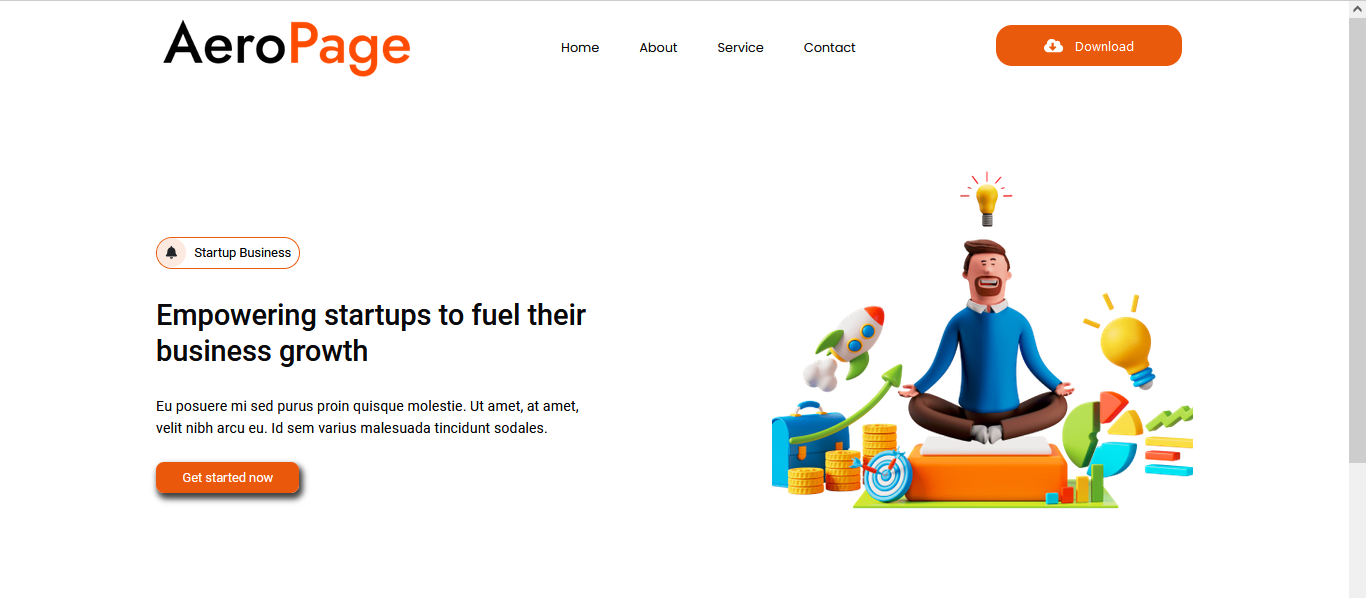 AeroPage
Home
About
Service
Contact
Download
Startup Business
Empowering startups to fuel their
business growth
Eu posuere mi sed purus proin quisque molestie. Ut amet, at amet,
velit nibh arcu eu. Id sem varius malesuada tincidunt sodales.
Get started now